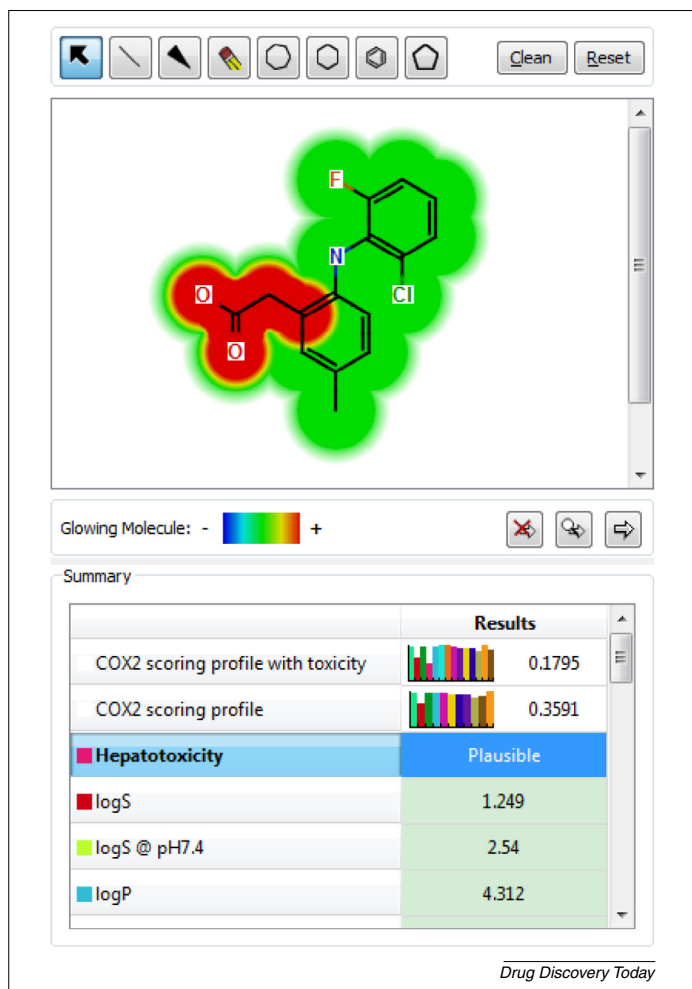 Clean Reset
F
N
O
Cl
O
Glowing Molecule: - +
Summary
Results
COX2 scoring profile with toxicity 0.1795
COX2 scoring profile 0.3591
Hepatotoxicity Plausible
logS 1.249
logS @ pH7.4 2.54
logP 4.312
Drug Discovery Today